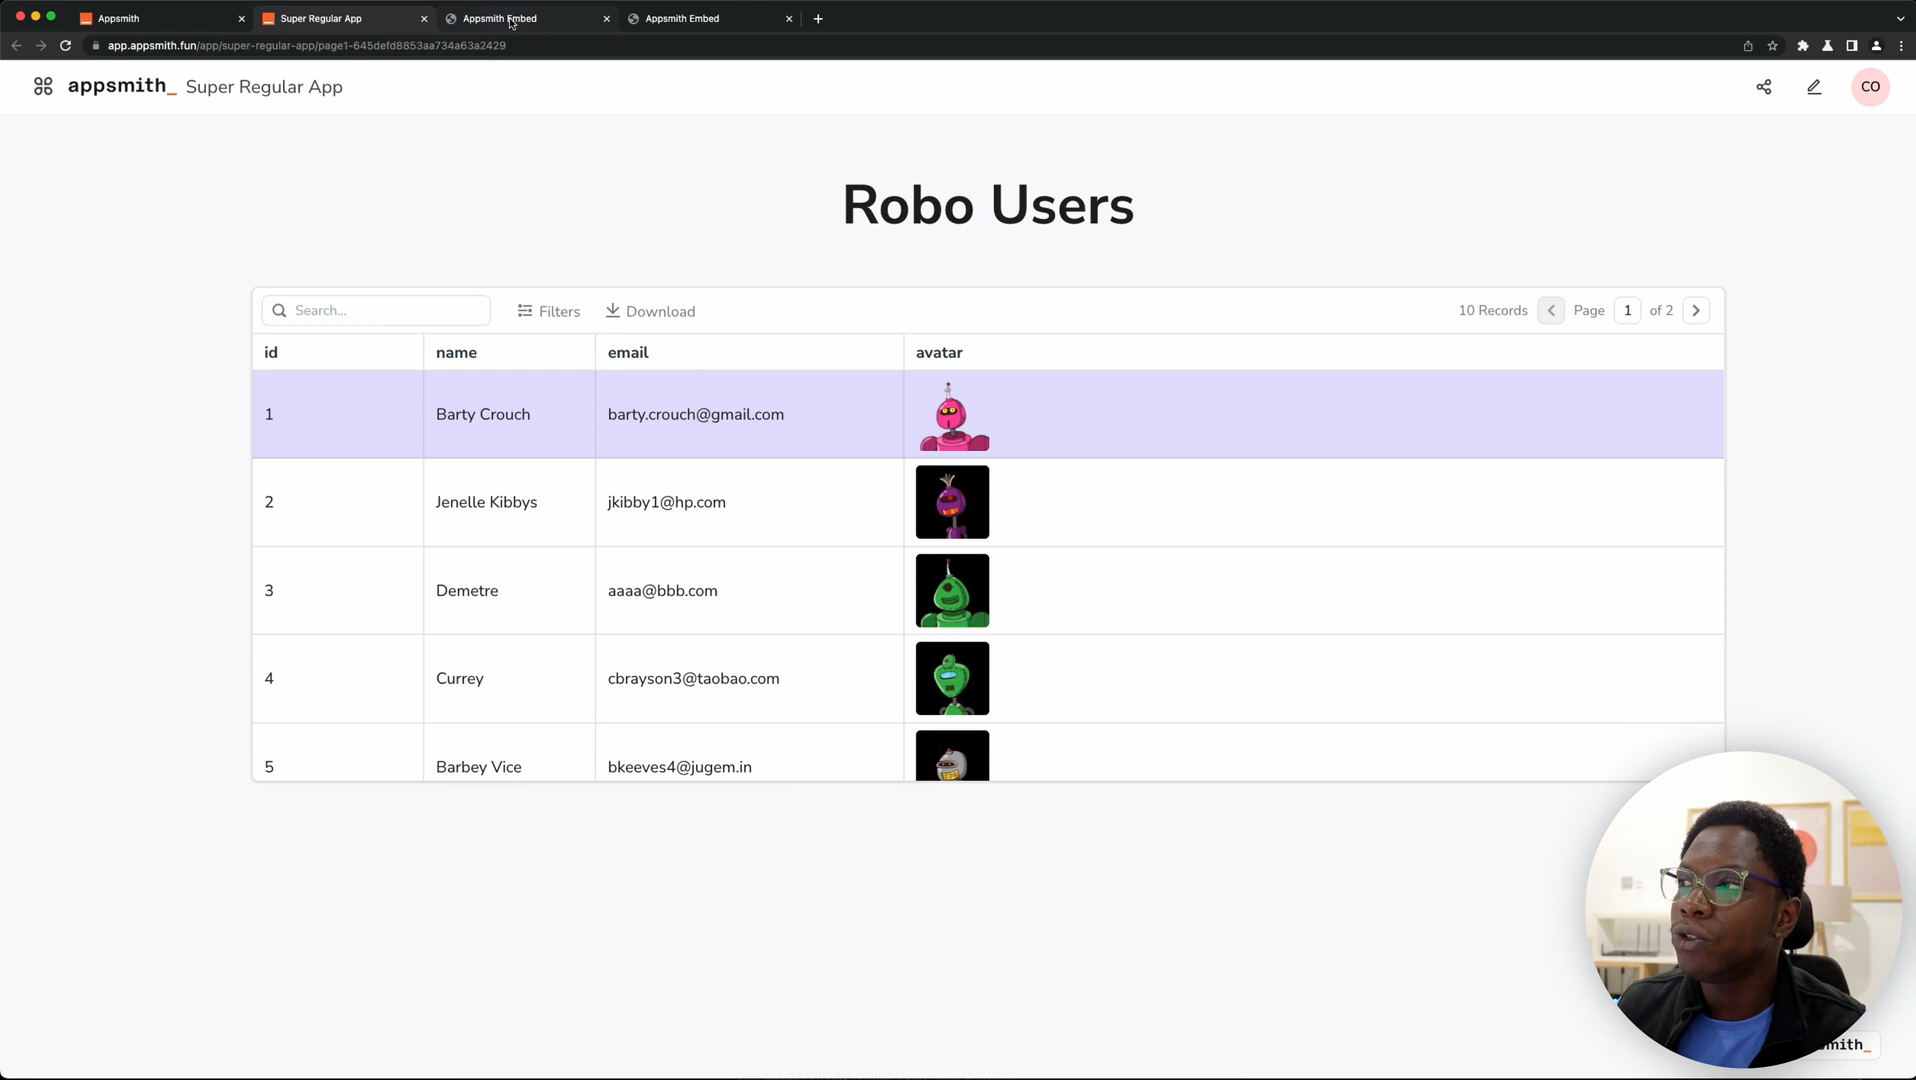 Appsmith
Super Regular App
Appsmith Embed
Appsmith Embed
app.appsmith.fun/app/super-regular-app/page1-645defd8853aa734a63a2429
appsmith_ Super Regular App
CO
Robo Users
Search...
Filters
Download
10 Records
Page
1
of 2
id name email avatar
1 Barty Crouch barty.crouch@gmail.com
2 Jenelle Kibbys jkibby1@hp.com
3 Demetre aaaa@bbb.com
4 Currey cbrayson3@taobao.com
5 Barbey Vice bkeeves4@jugem.in
mith_